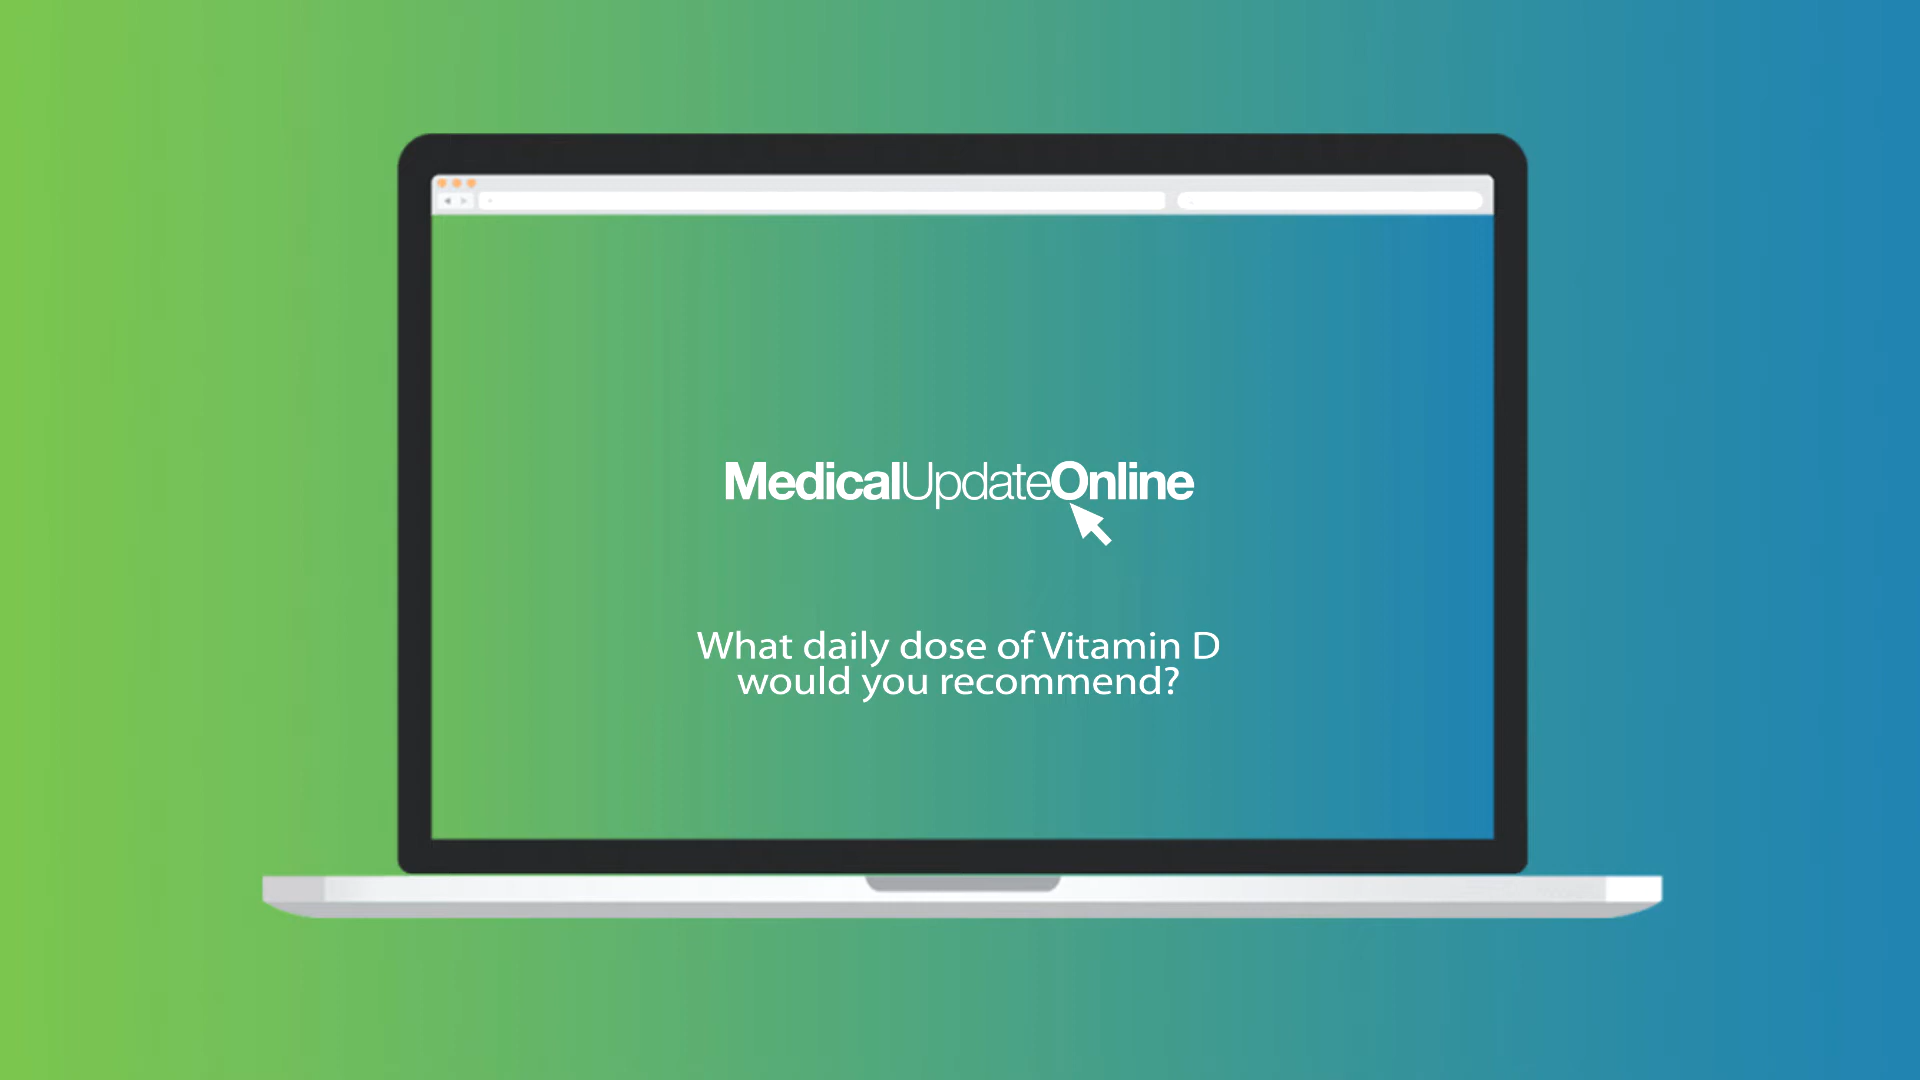 MedicalUpdateOnline
What daily dose of Vitamin D
would you recommend?